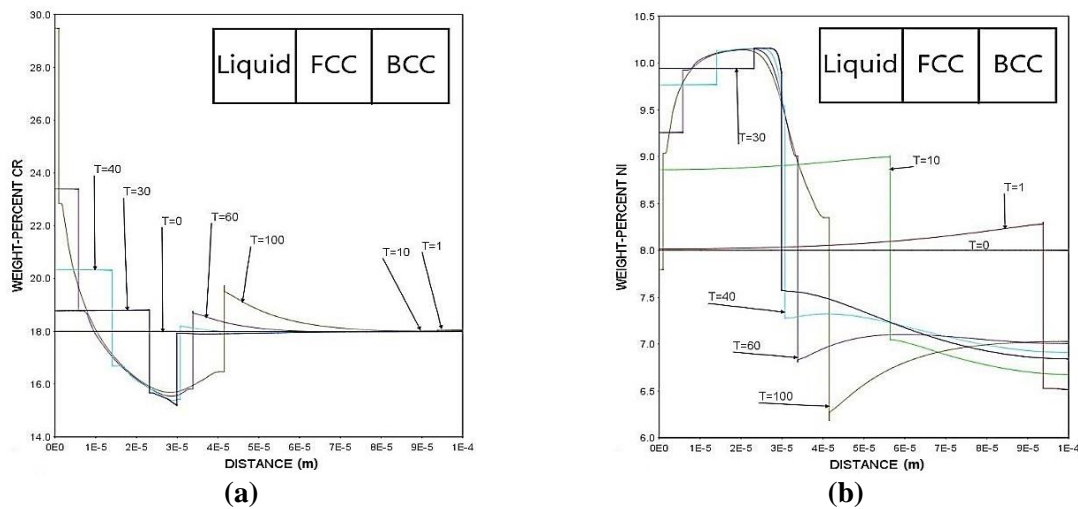 30.0
28.0
26.0
24.0
22.0
20.0
18.0
16.0
14.0
WEIGHT-PERCENT CR
Liquid FCC BCC
T=40
T=30
T=0
T=60
T=100
T=10
T=1
0E0 1E-5 2E-5 3E-5 4E-5 5E-5 6E-5 7E-5 8E-5 9E-5 1E-4
DISTANCE (m)
(a)
10.5
10.0
9.5
9.0
8.5
8.0
7.5
7.0
6.5
6.0
WEIGHT-PERCENT NI
Liquid FCC BCC
T=30
T=10
T=1
T=0
T=40
T=60
T=100
0E0 1E-5 2E-5 3E-5 4E-5 5E-5 6E-5 7E-5 8E-5 9E-5 1E-4
DISTANCE (m)
(b)